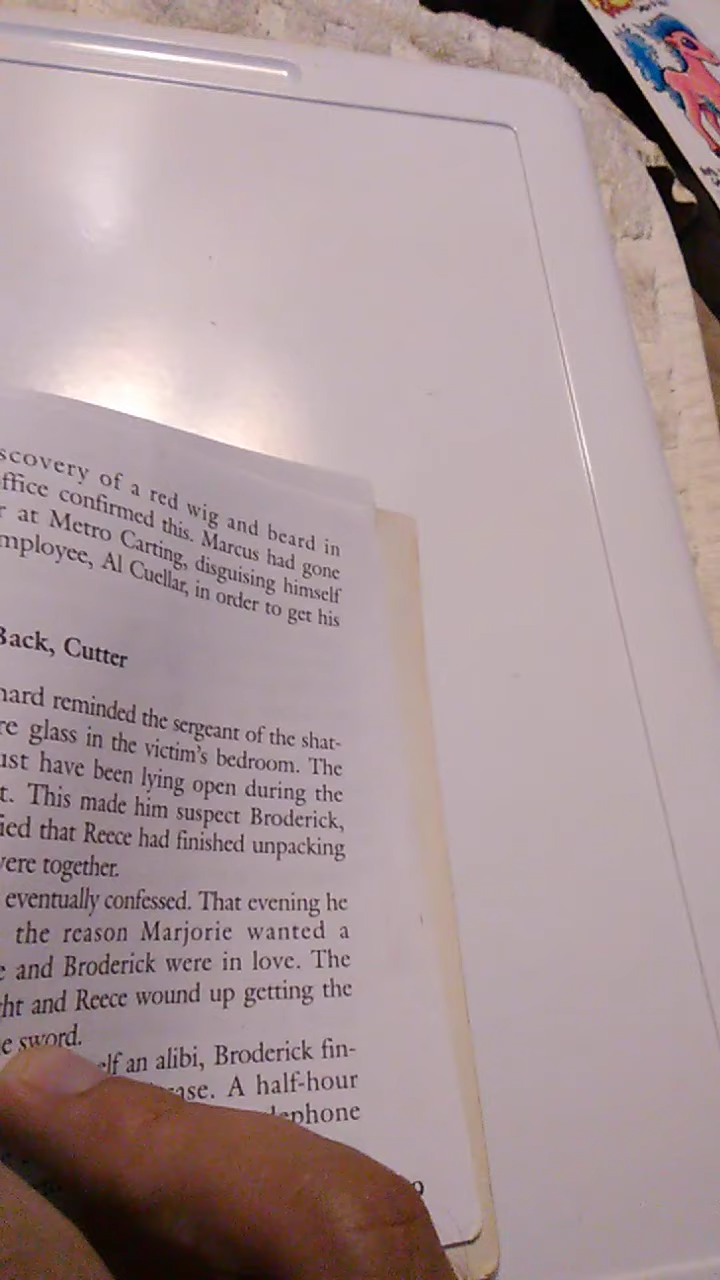 scovery of a red wig and beard in
ffice confirmed this. Marcus had gone
r at Metro Carting, disguising himself
mployee, Al Cuellar, in order to get his
Back, Cutter
nard reminded the sergeant of the shat-
re glass in the victim's bedroom. The
ust have been lying open during the
t. This made him suspect Broderick,
ied that Reece had finished unpacking
were together.
eventually confessed. That evening he
the reason Marjorie wanted a
e and Broderick were in love. The
ht and Reece wound up getting the
e sword.
elf an alibi, Broderick fin-
ase. A half-hour
lephone